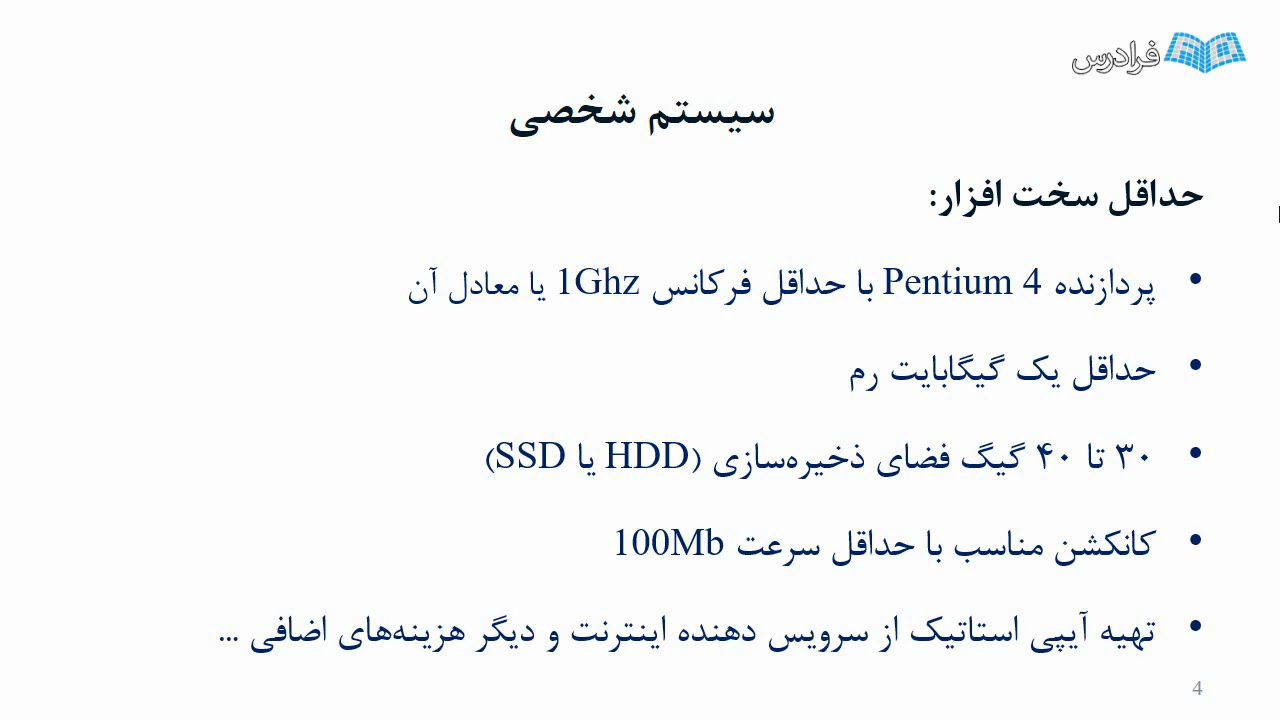 فرادرس
سیستم شخصی
حداقل سخت افزار:
• پردازنده Pentium 4 با حداقل فرکانس 1Ghz یا معادل آن
• حداقل یک گیگابایت رم
• ۳۰ تا ۴۰ گیگ فضای ذخیره‌سازی (HDD یا SSD)
• کانکشن مناسب با حداقل سرعت 100Mb
• تهیه آیپی استاتیک از سرویس دهنده اینترنت و دیگر هزینه‌های اضافی ...
4